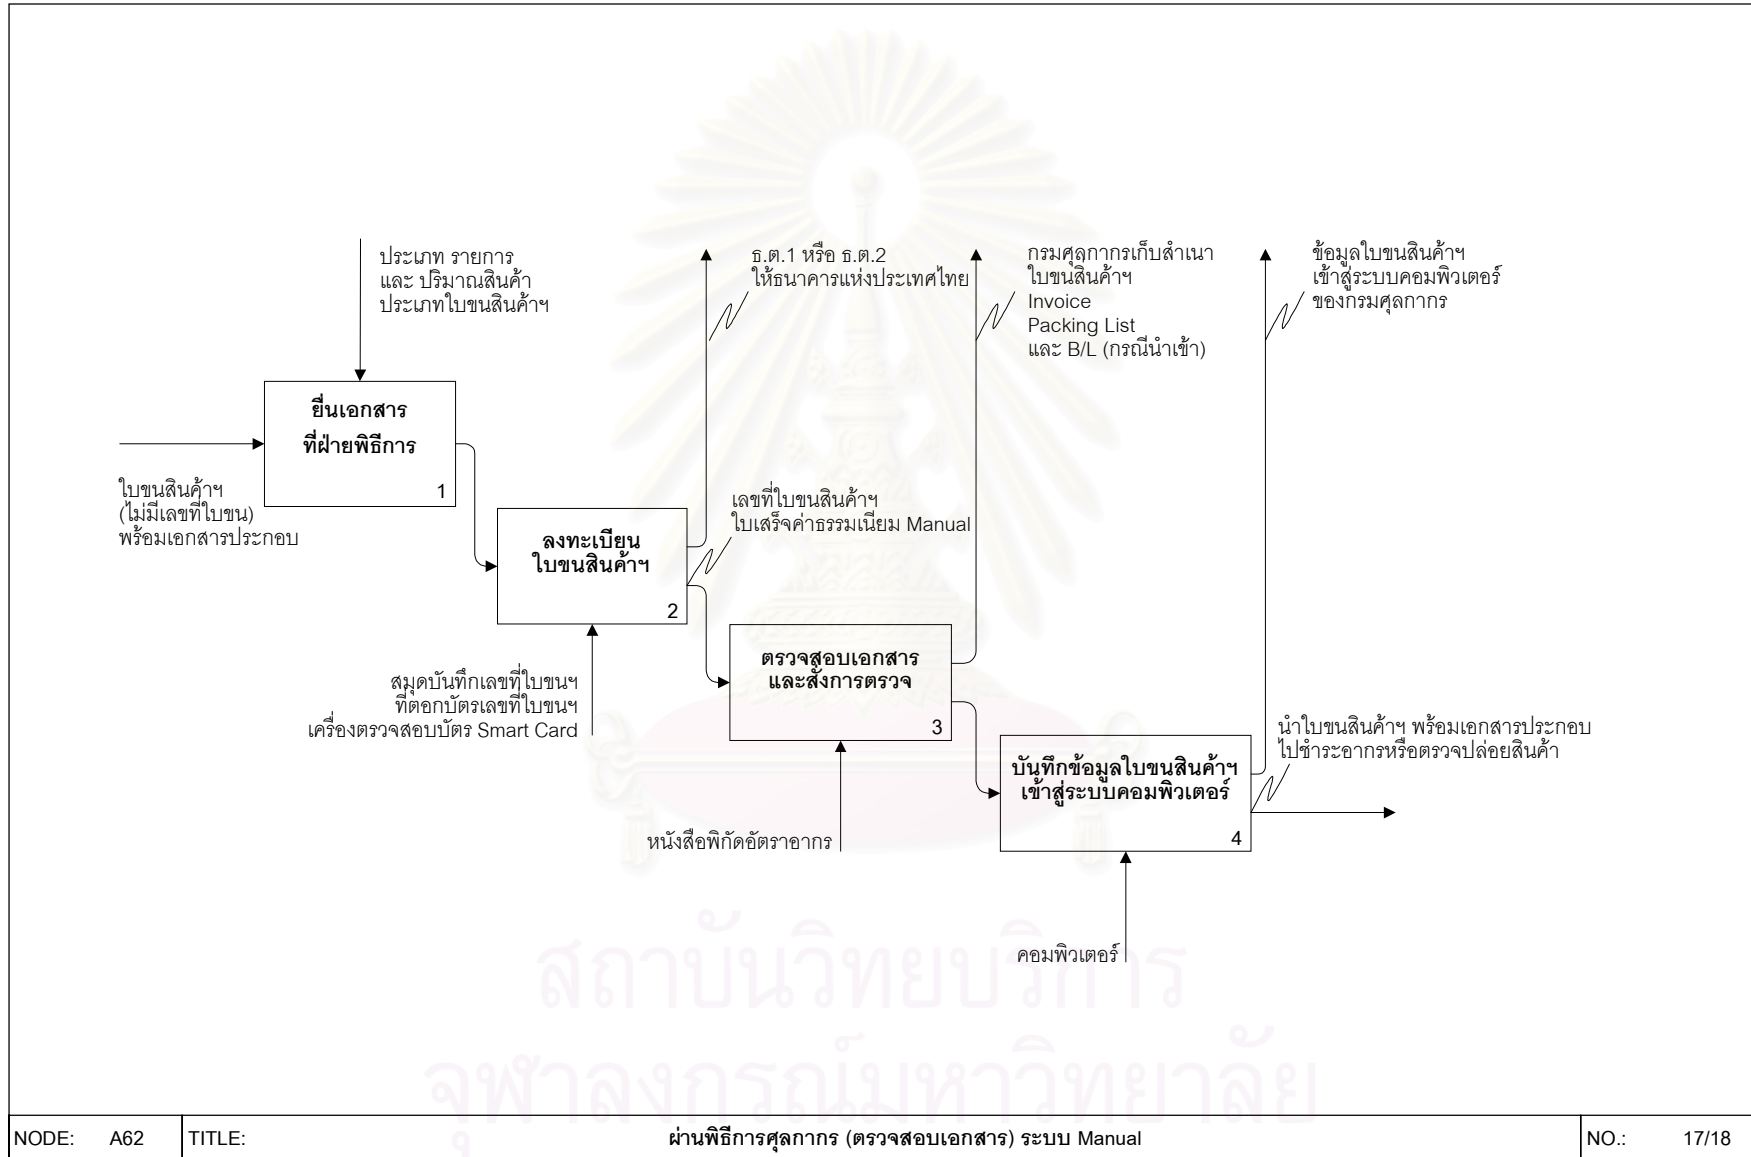 ประเภท รายการ
และ ปริมาณสินค้า
ประเภทใบขนสินค้าฯ
ธ.ต.1 หรือ ธ.ต.2
ให้ธนาคารแห่งประเทศไทย
กรมศุลกากรเก็บสำเนา
ใบขนสินค้าฯ
Invoice
Packing List
และ B/L (กรณีนำเข้า)
ข้อมูลใบขนสินค้าฯ
เข้าสู่ระบบคอมพิวเตอร์
ของกรมศุลกากร
ยื่นเอกสาร
ที่ฝ่ายพิธีการ
1
ใบขนสินค้าฯ
(ไม่มีเลขที่ใบขน)
พร้อมเอกสารประกอบ
เลขที่ใบขนสินค้าฯ
ใบเสร็จค่าธรรมเนียม Manual
ลงทะเบียน
ใบขนสินค้าฯ
2
สมุดบันทึกเลขที่ใบขนฯ
ที่ตอกบัตรเลขที่ใบขนฯ
เครื่องตรวจสอบบัตร Smart Card
ตรวจสอบเอกสาร
และสั่งการตรวจ
3
นำใบขนสินค้าฯ พร้อมเอกสารประกอบ
ไปชำระอากรหรือตรวจปล่อยสินค้า
บันทึกข้อมูลใบขนสินค้าฯ
เข้าสู่ระบบคอมพิวเตอร์
4
หนังสือพิกัดอัตราอากร
คอมพิวเตอร์
สถาบันวิทยบริการ
จุฬาลงกรณ์มหาวิทยาลัย
NODE: A62 TITLE: ผ่านพิธีการศุลกากร (ตรวจสอบเอกสาร) ระบบ Manual NO.: 17/18